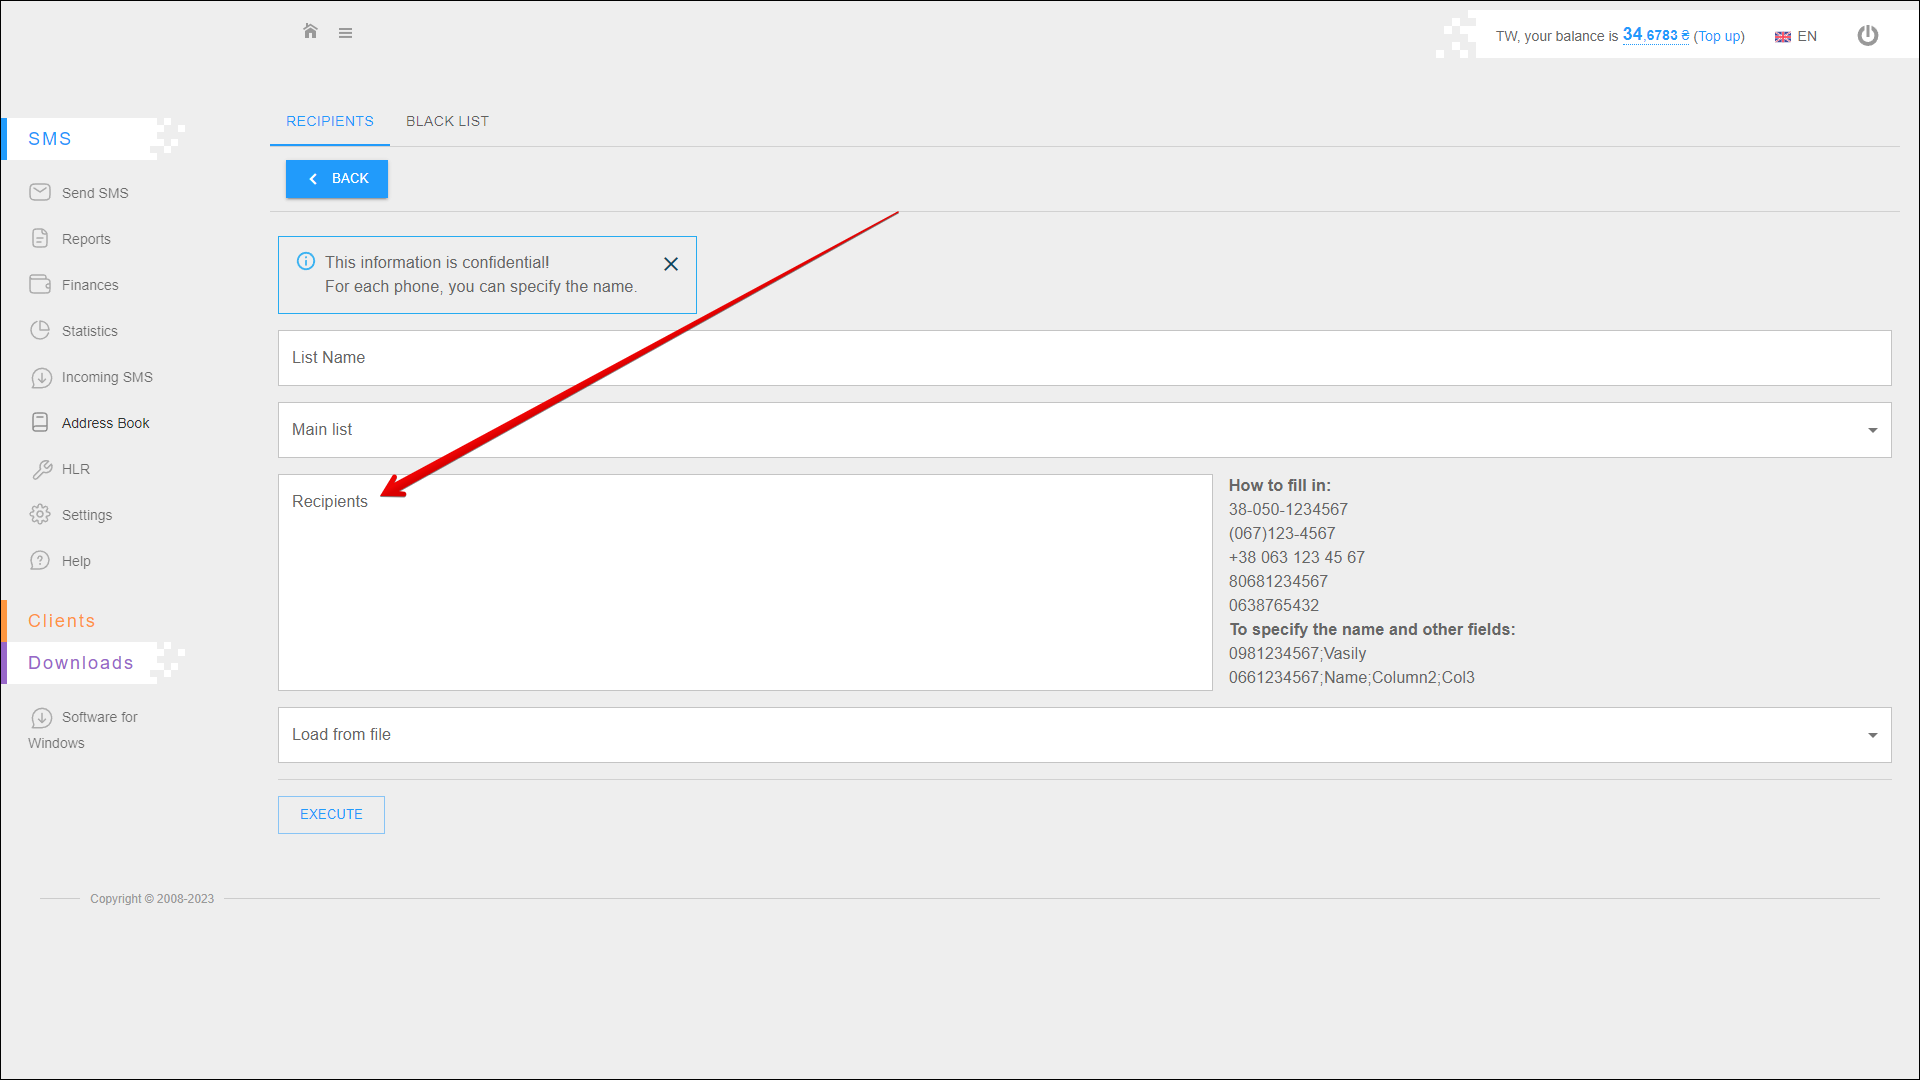 TW, your balance is 34,6783 ₴ (Top up)
EN
SMS
Send SMS
Reports
Finances
Statistics
Incoming SMS
Address Book
HLR
Settings
Help
Clients
Downloads
Software for
Windows
RECIPIENTS
BLACK LIST
BACK
This information is confidential!
For each phone, you can specify the name.
List Name
Main list
Recipients
How to fill in:
38-050-1234567
(067)123-4567
+38 063 123 45 67
80681234567
0638765432
To specify the name and other fields:
0981234567;Vasily
0661234567;Name;Column2;Col3
Load from file
EXECUTE
Copyright © 2008-2023